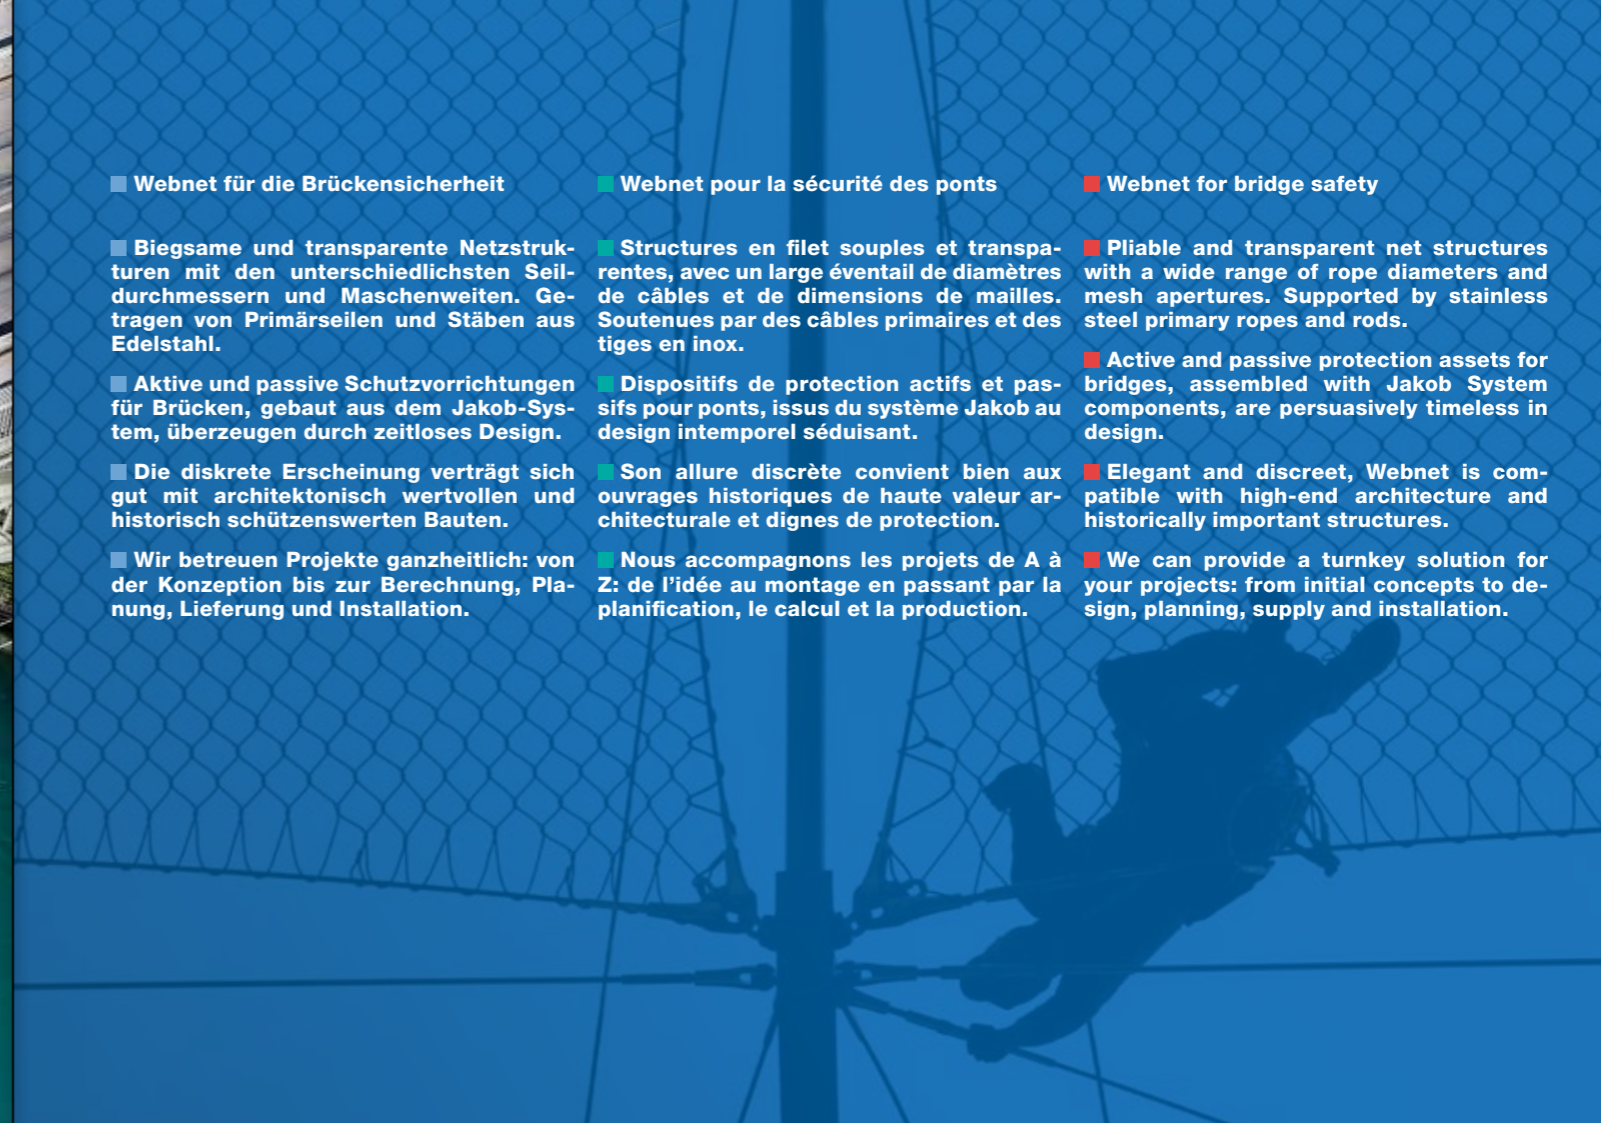 Webnet für die Brückensicherheit
Biegsame und transparente Netzstruk-
turen mit den unterschiedlichsten Seil-
durchmessern und Maschenweiten. Ge-
tragen von Primärseilen und Stäben aus
Edelstahl.
Aktive und passive Schutzvorrichtungen
für Brücken, gebaut aus dem Jakob-Sys-
tem, überzeugen durch zeitloses Design.
Die diskrete Erscheinung verträgt sich
gut mit architektonisch wertvollen und
historisch schützenswerten Bauten.
Wir betreuen Projekte ganzheitlich: von
der Konzeption bis zur Berechnung, Pla-
nung, Lieferung und Installation.
Webnet pour la sécurité des ponts
Structures en filet souples et transpa-
rentes, avec un large éventail de diamètres
de câbles et de dimensions de mailles.
Soutenues par des câbles primaires et des
tiges en inox.
Dispositifs de protection actifs et pas-
sifs pour ponts, issus du système Jakob au
design intemporel séduisant.
Son allure discrète convient bien aux
ouvrages historiques de haute valeur ar-
chitecturale et dignes de protection.
Nous accompagnons les projets de A à
Z: de l’idée au montage en passant par la
planification, le calcul et la production.
Webnet for bridge safety
Pliable and transparent net structures
with a wide range of rope diameters and
mesh apertures. Supported by stainless
steel primary ropes and rods.
Active and passive protection assets for
bridges, assembled with Jakob System
components, are persuasively timeless in
design.
Elegant and discreet, Webnet is com-
patible with high-end architecture and
historically important structures.
We can provide a turnkey solution for
your projects: from initial concepts to de-
sign, planning, supply and installation.